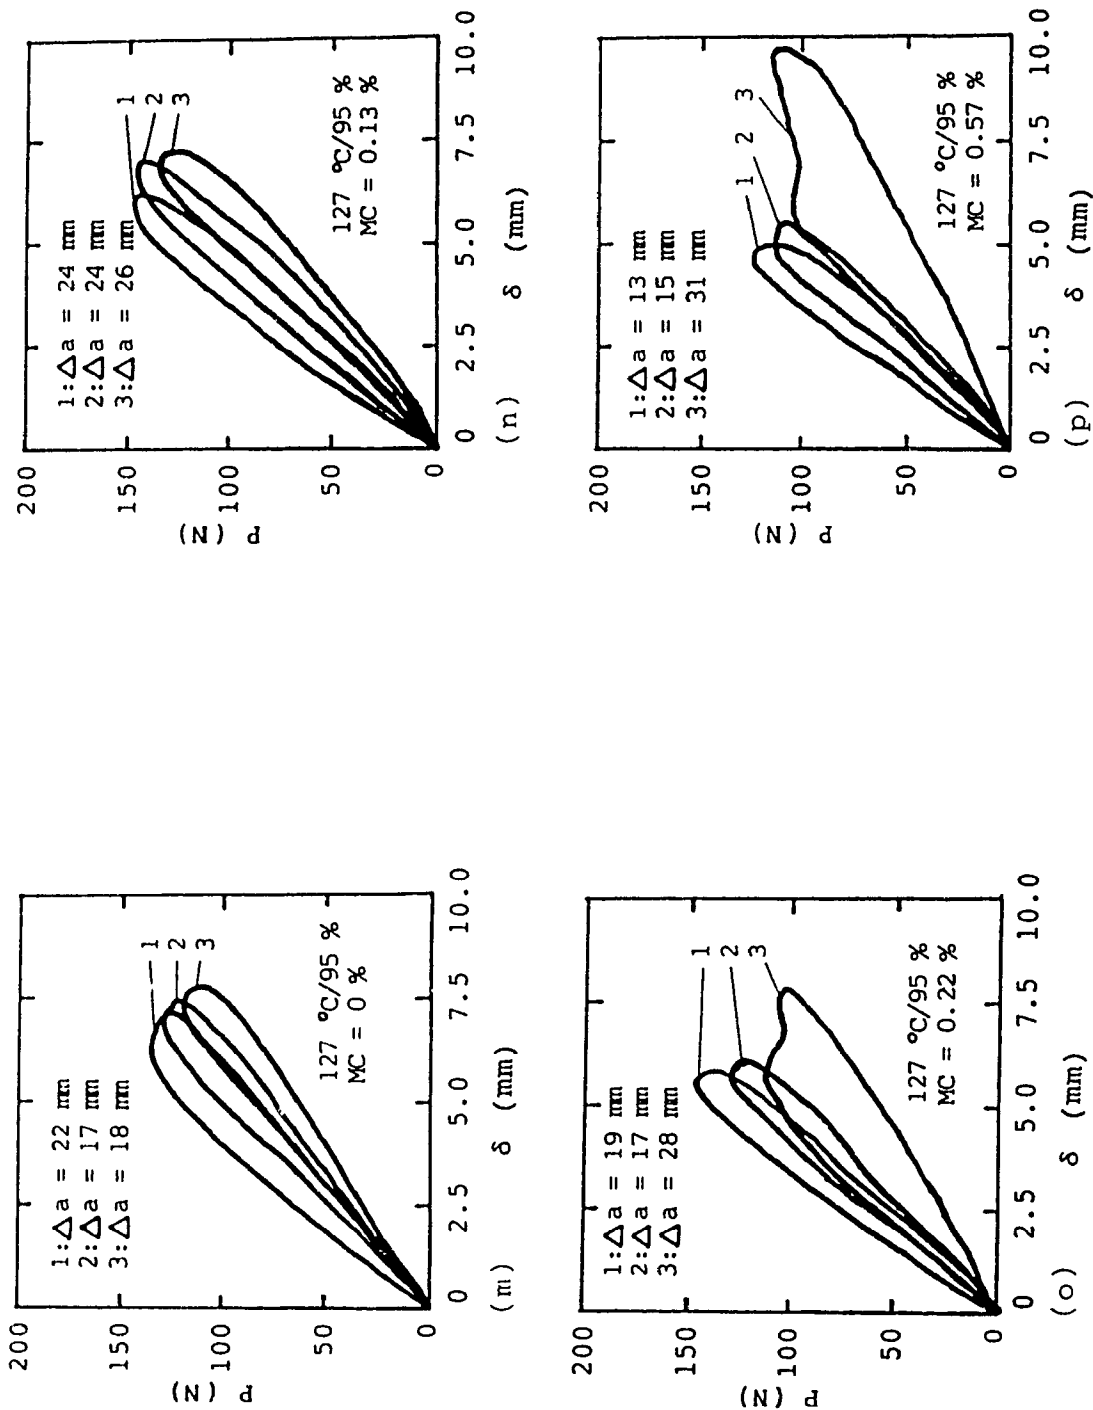 200
150
100
50
0
P (N)
1:Δa = 22 mm
2:Δa = 17 mm
3:Δa = 18 mm
1
2
3
127 °C/95 %
MC = 0 %
0 2.5 5.0 7.5 10.0
(m) δ (mm)
200
150
100
50
0
P (N)
1:Δa = 24 mm
2:Δa = 24 mm
3:Δa = 26 mm
1
2
3
127 °C/95 %
MC = 0.13 %
0 2.5 5.0 7.5 10.0
(n) δ (mm)
200
150
100
50
0
P (N)
1:Δa = 19 mm
2:Δa = 17 mm
3:Δa = 28 mm
1
2
3
127 °C/95 %
MC = 0.22 %
0 2.5 5.0 7.5 10.0
(o) δ (mm)
200
150
100
50
0
P (N)
1:Δa = 13 mm
2:Δa = 15 mm
3:Δa = 31 mm
1
2
3
127 °C/95 %
MC = 0.57 %
0 2.5 5.0 7.5 10.0
(p) δ (mm)